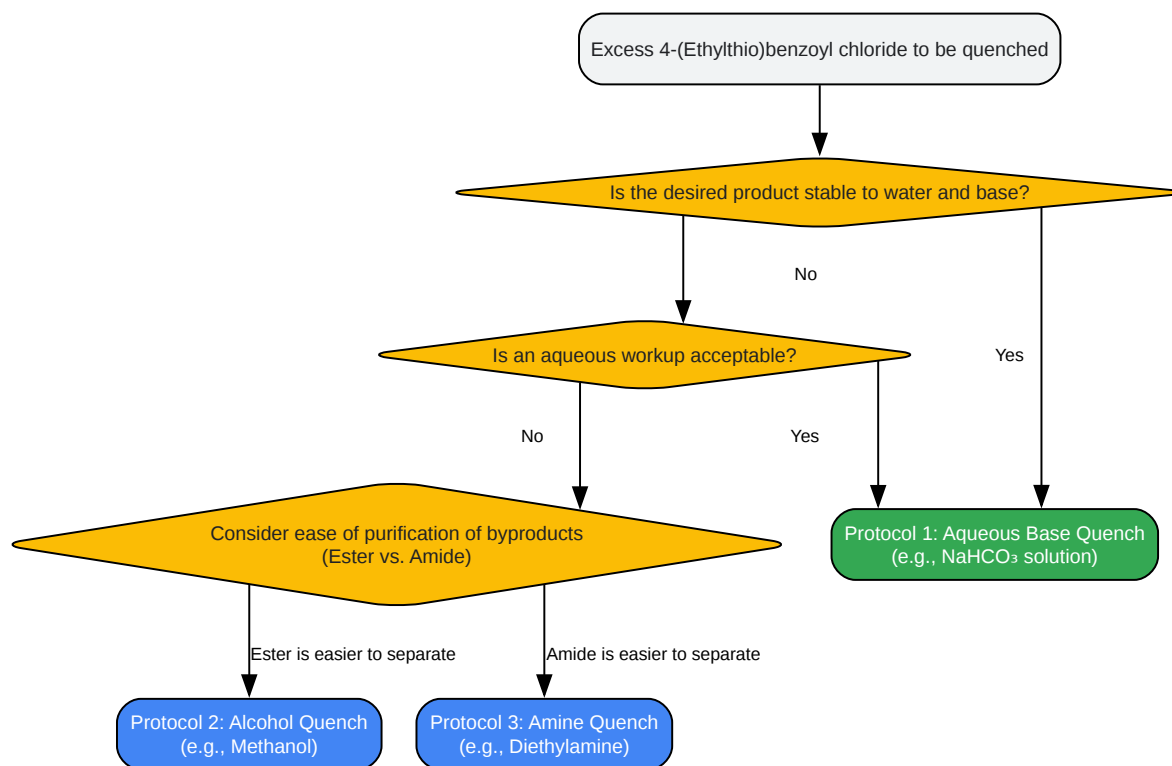 Excess 4-(Ethylthio)benzoyl chloride to be quenched
Is the desired product stable to water and base?
No
Is an aqueous workup acceptable?
Yes
No
Yes
Consider ease of purification of byproducts
(Ester vs. Amide)
Protocol 1: Aqueous Base Quench
(e.g., NaHCO₃ solution)
Ester is easier to separate
Amide is easier to separate
Protocol 2: Alcohol Quench
(e.g., Methanol)
Protocol 3: Amine Quench
(e.g., Diethylamine)